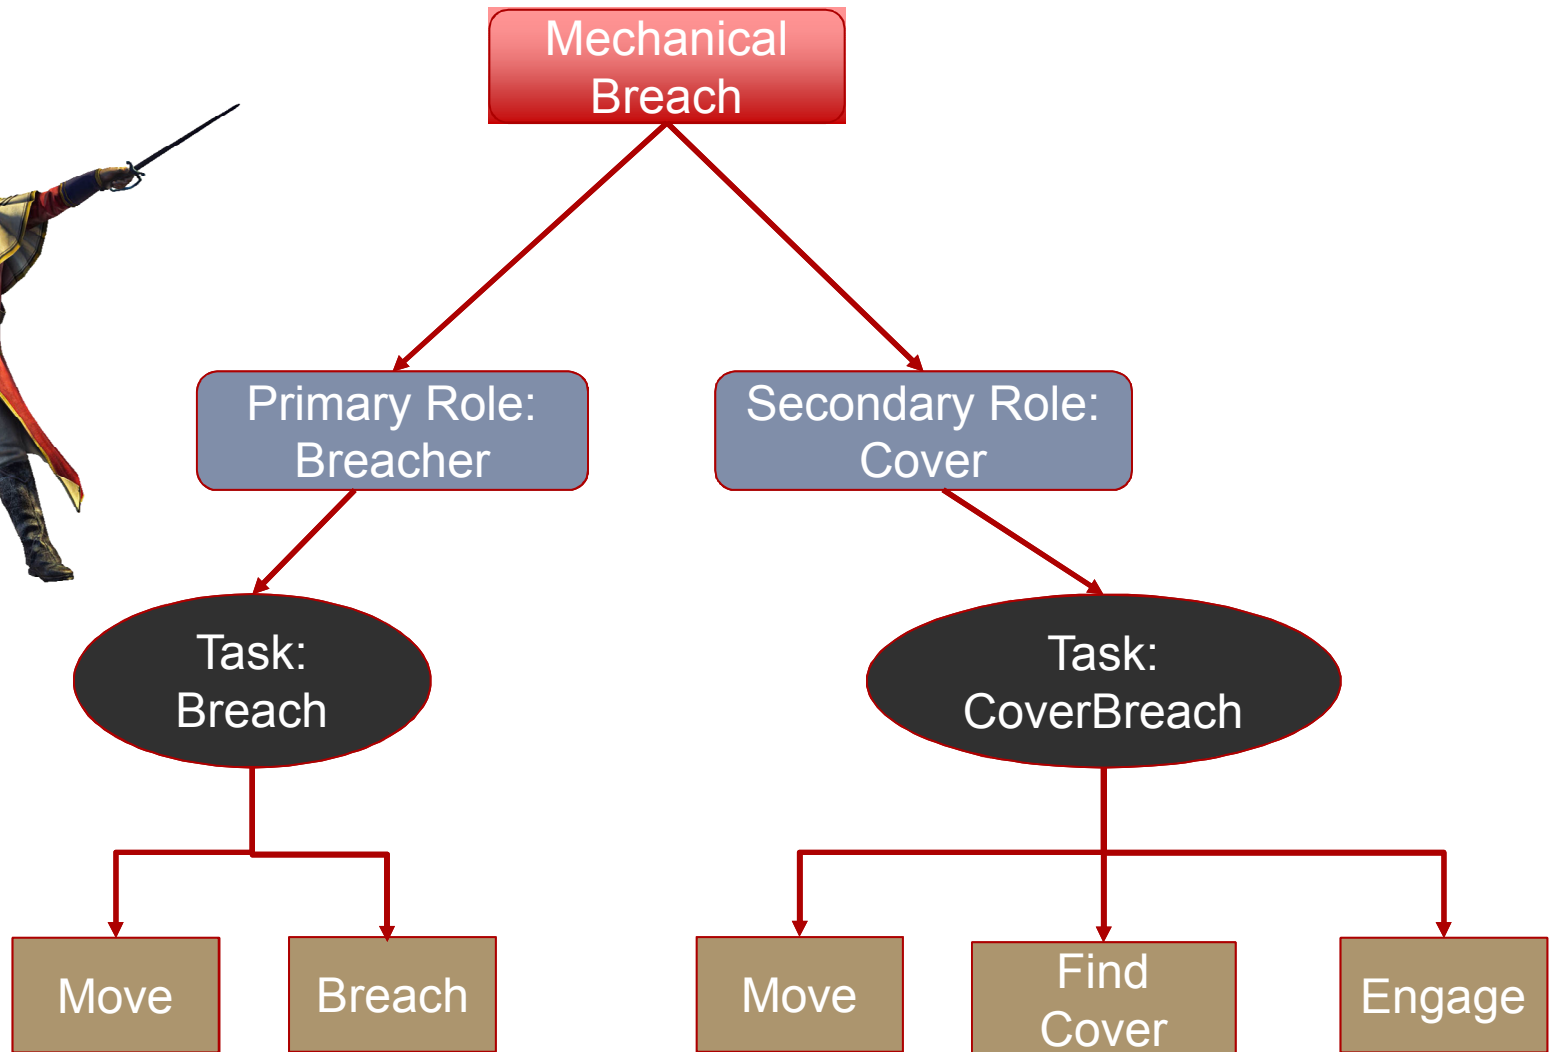 Mechanical
Breach
Primary Role:
Breacher
Secondary Role:
Cover
Task:
Breach
Task:
CoverBreach
Move
Breach
Move
Find
Cover
Engage